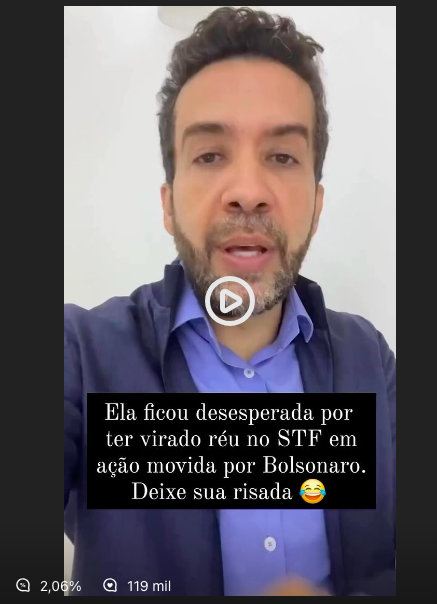 Ela ficou desesperada por
ter virado réu no STF em
ação movida por Bolsonaro.
Deixe sua risada 😂
2,06% 119 mil